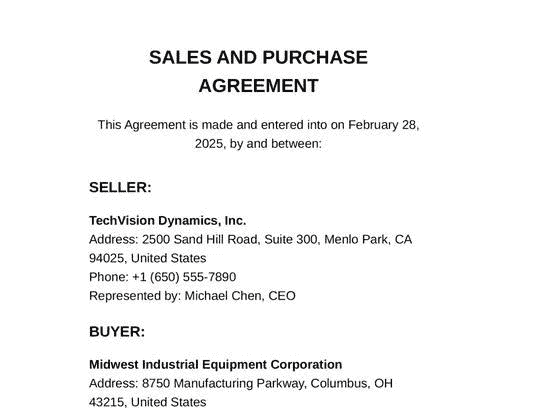 SALES AND PURCHASE
AGREEMENT
This Agreement is made and entered into on February 28,
2025, by and between:
SELLER:
TechVision Dynamics, Inc.
Address: 2500 Sand Hill Road, Suite 300, Menlo Park, CA
94025, United States
Phone: +1 (650) 555-7890
Represented by: Michael Chen, CEO
BUYER:
Midwest Industrial Equipment Corporation
Address: 8750 Manufacturing Parkway, Columbus, OH
43215, United States